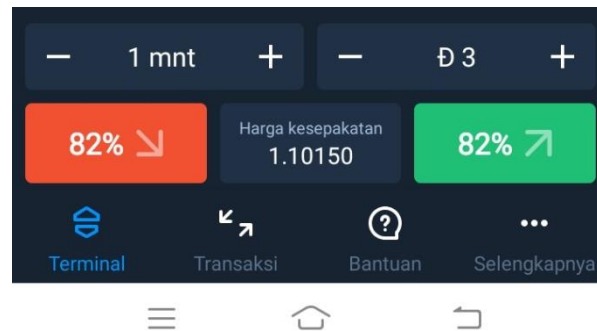 − 1 mnt + − Đ 3 +
82% Harga kesepakatan 82%
1.10150
Terminal Transaksi Bantuan Selengkapnya